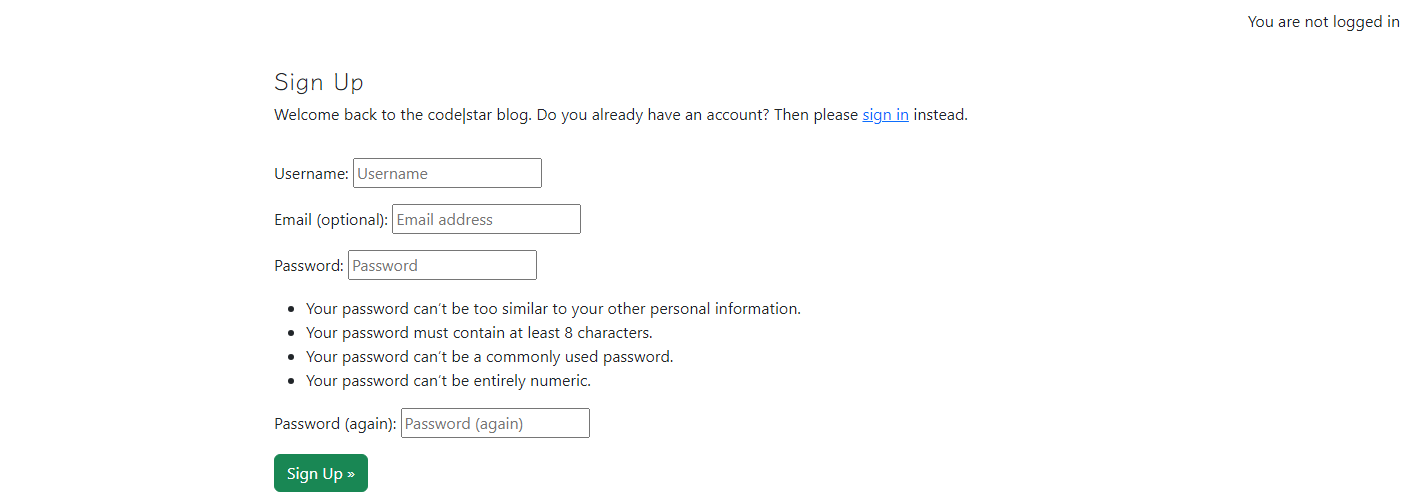 You are not logged in
Sign Up
Welcome back to the code|star blog. Do you already have an account? Then please sign in instead.
Username: Username
Email (optional): Email address
Password: Password
• Your password can’t be too similar to your other personal information.
• Your password must contain at least 8 characters.
• Your password can’t be a commonly used password.
• Your password can’t be entirely numeric.
Password (again): Password (again)
Sign Up »